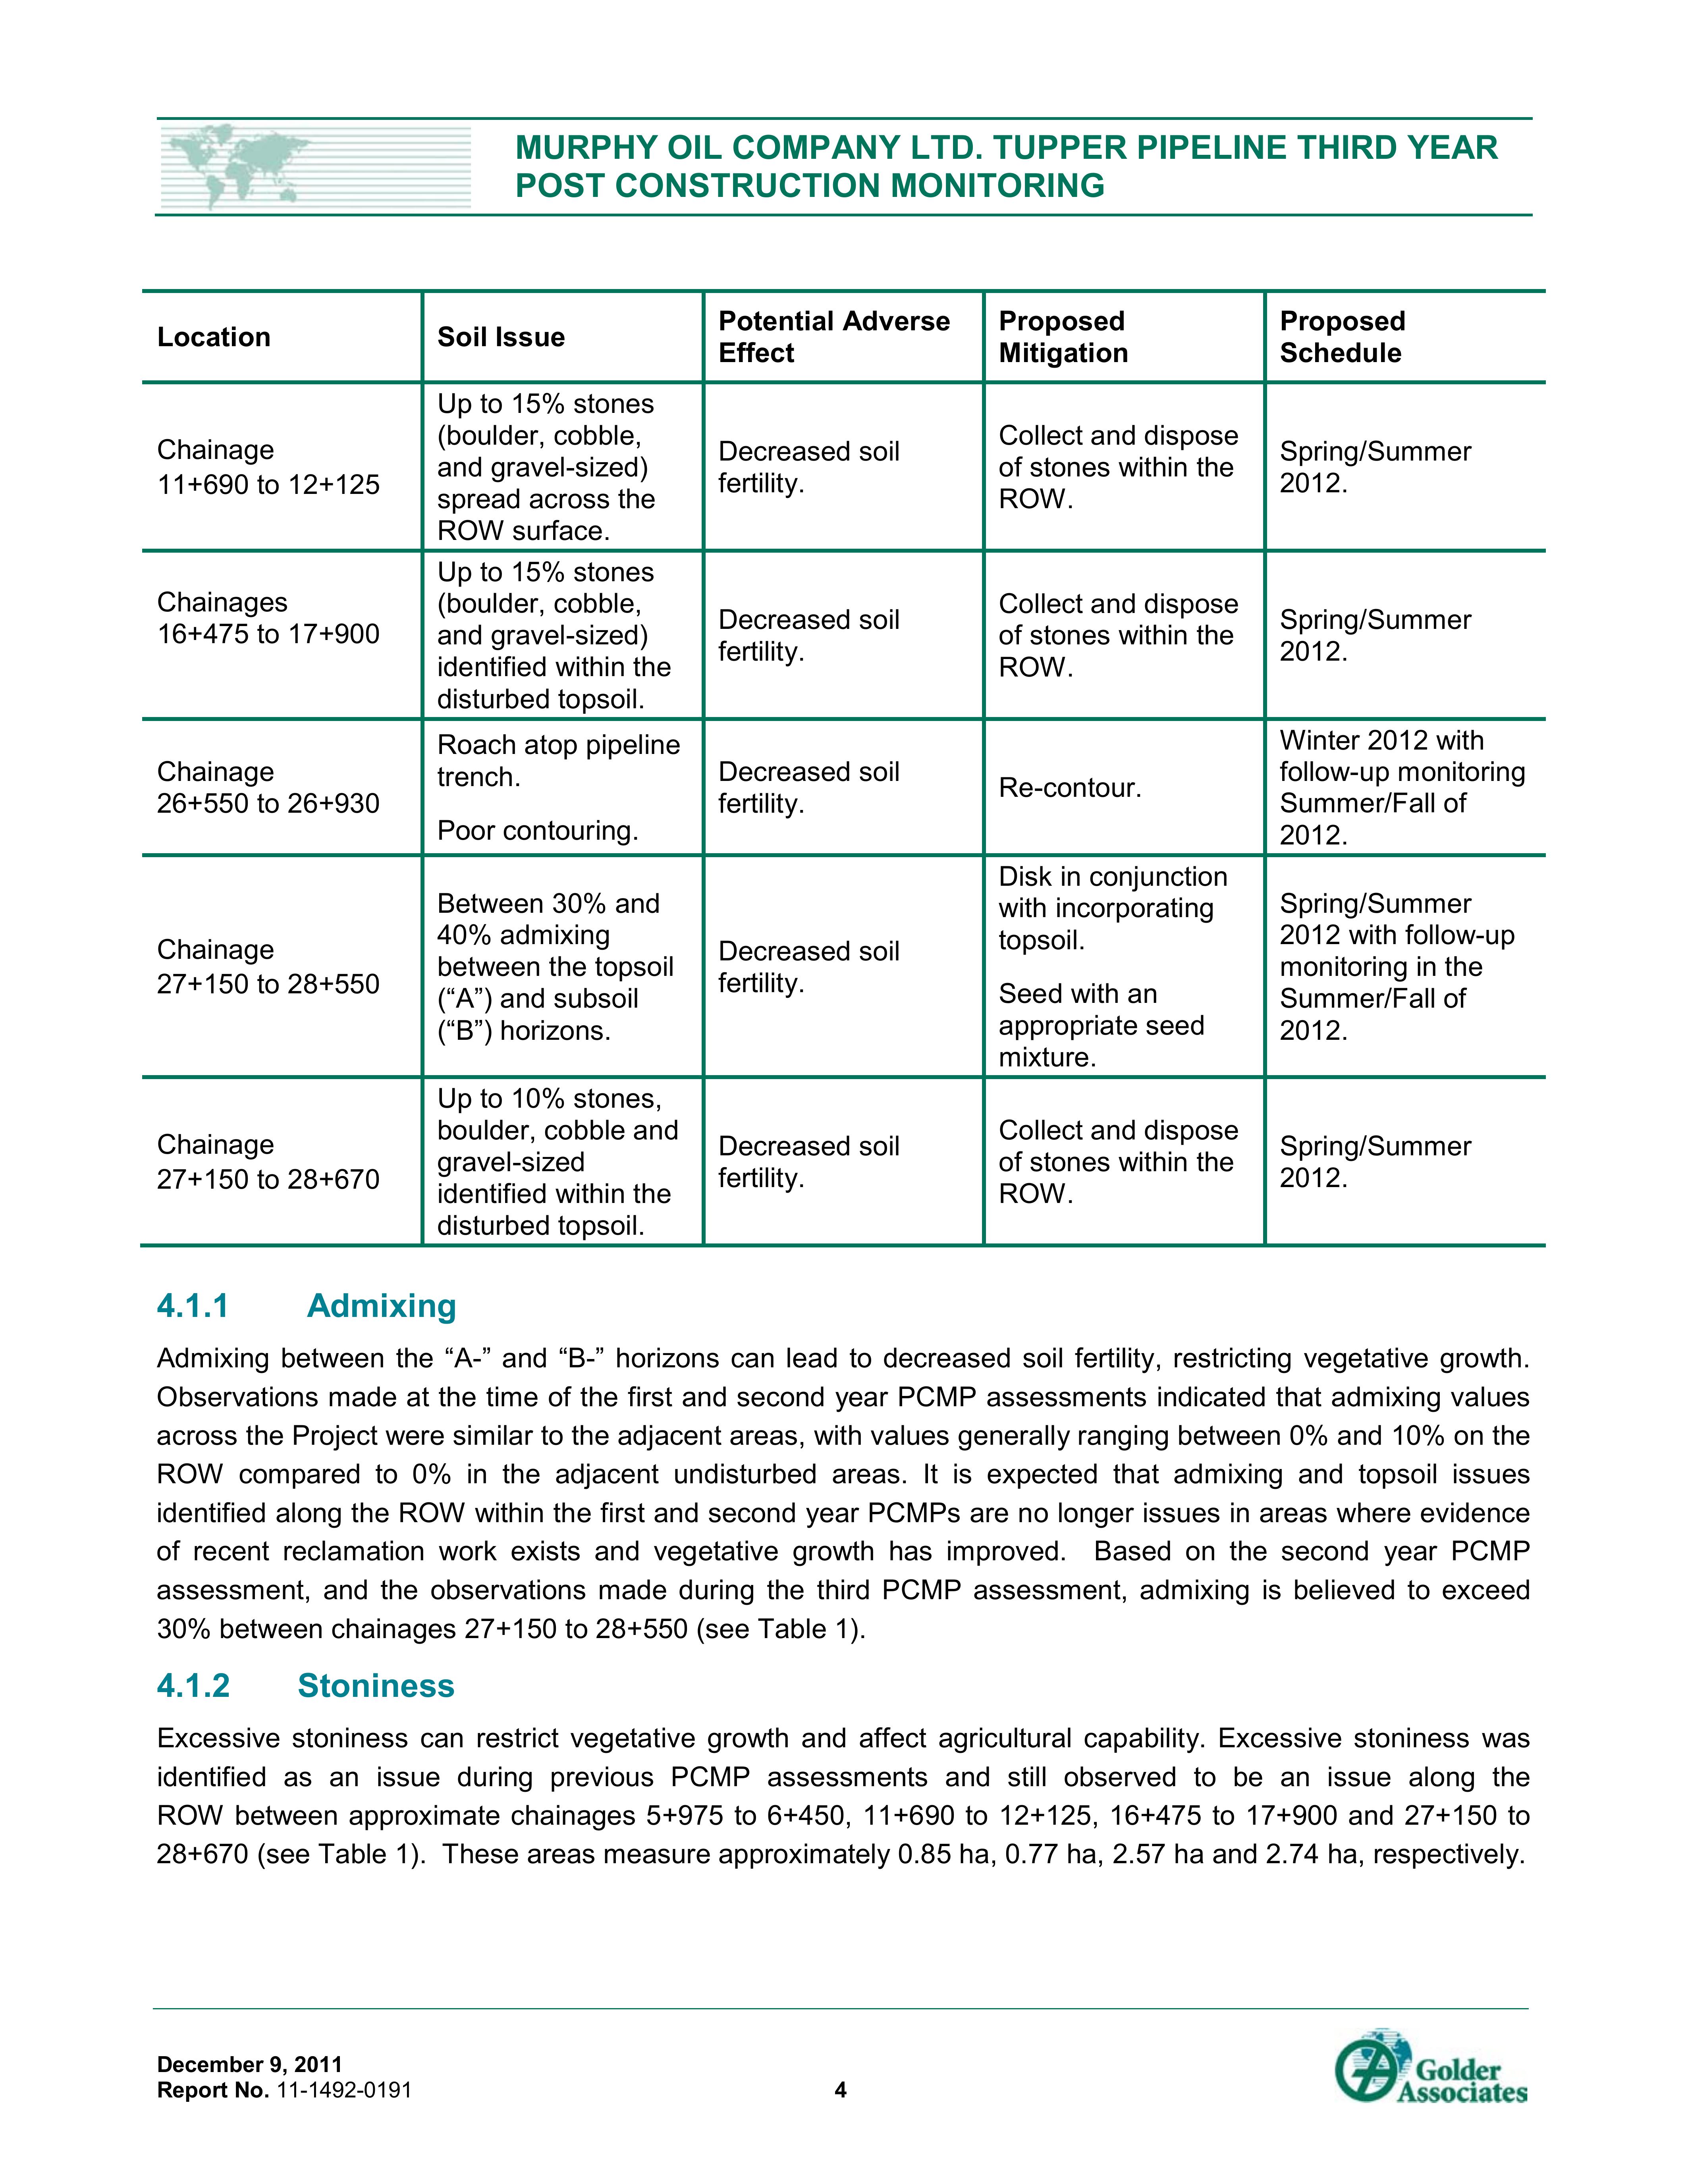 MURPHY OIL COMPANY LTD. TUPPER PIPELINE THIRD YEAR
POST CONSTRUCTION MONITORING
Location
Soil Issue
Potential Adverse
Effect
Proposed
Mitigation
Proposed
Schedule
Chainage
11+690 to 12+125
Up to 15% stones
(boulder, cobble,
and gravel-sized)
spread across the
ROW surface.
Decreased soil
fertility.
Collect and dispose
of stones within the
ROW.
Spring/Summer
2012.
Chainages
16+475 to 17+900
Up to 15% stones
(boulder, cobble,
and gravel-sized)
identified within the
disturbed topsoil.
Decreased soil
fertility.
Collect and dispose
of stones within the
ROW.
Spring/Summer
2012.
Chainage
26+550 to 26+930
Roach atop pipeline
trench.
Poor contouring.
Decreased soil
fertility.
Re-contour.
Winter 2012 with
follow-up monitoring
Summer/Fall of
2012.
Chainage
27+150 to 28+550
Between 30% and
40% admixing
between the topsoil
(“A”) and subsoil
(“B”) horizons.
Decreased soil
fertility.
Disk in conjunction
with incorporating
topsoil.
Seed with an
appropriate seed
mixture.
Spring/Summer
2012 with follow-up
monitoring in the
Summer/Fall of
2012.
Chainage
27+150 to 28+670
Up to 10% stones,
boulder, cobble and
gravel-sized
identified within the
disturbed topsoil.
Decreased soil
fertility.
Collect and dispose
of stones within the
ROW.
Spring/Summer
2012.
4.1.1 Admixing
Admixing between the “A-” and “B-” horizons can lead to decreased soil fertility, restricting vegetative growth.
Observations made at the time of the first and second year PCMP assessments indicated that admixing values
across the Project were similar to the adjacent areas, with values generally ranging between 0% and 10% on the
ROW compared to 0% in the adjacent undisturbed areas. It is expected that admixing and topsoil issues
identified along the ROW within the first and second year PCMPs are no longer issues in areas where evidence
of recent reclamation work exists and vegetative growth has improved. Based on the second year PCMP
assessment, and the observations made during the third PCMP assessment, admixing is believed to exceed
30% between chainages 27+150 to 28+550 (see Table 1).
4.1.2 Stoniness
Excessive stoniness can restrict vegetative growth and affect agricultural capability. Excessive stoniness was
identified as an issue during previous PCMP assessments and still observed to be an issue along the
ROW between approximate chainages 5+975 to 6+450, 11+690 to 12+125, 16+475 to 17+900 and 27+150 to
28+670 (see Table 1). These areas measure approximately 0.85 ha, 0.77 ha, 2.57 ha and 2.74 ha, respectively.
December 9, 2011
Report No. 11-1492-0191
4
Golder
Associates